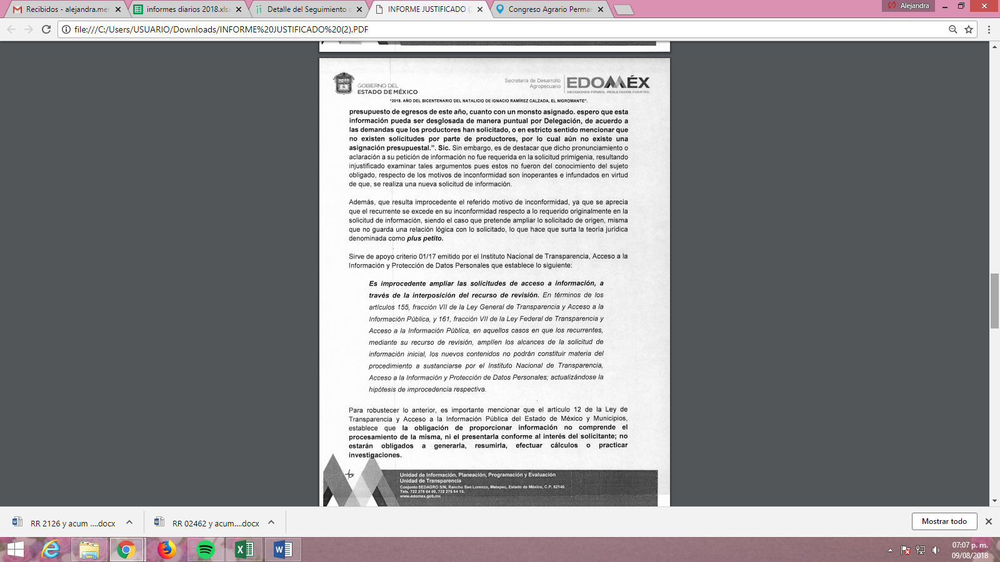 Recibidos - alejandra.mer
informes diarios 2018.xls
Detalle del Seguimiento
INFORME JUSTIFICADO (
Congreso Agrario Perma
Alejandra
file:///C:/Users/USUARIO/Downloads/INFORME%20JUSTIFICADO%20(2).PDF
GOBIERNO DEL
ESTADO DE MÉXICO
Secretaría de Desarrollo
Agropecuario
EDOMÉX
DECISIONES FIRMES, RESULTADOS FUERTES.
"2018. AÑO DEL BICENTENARIO DEL NATALICIO DE IGNACIO RAMÍREZ CALZADA, EL NIGROMANTE".
presupuesto de egresos de este año, cuanto con un monsto asignado. espero que esta
información pueda ser desglosada de manera puntual por Delegación, de acuerdo a
las demandas que los productores han solicitado, o en estricto sentido mencionar que
no existen solicitudes por parte de productores, por lo cual aún no existe una
asignación presupuestal.". Sic. Sin embargo, es de destacar que dicho pronunciamiento o
aclaración a su petición de información no fue requerida en la solicitud primigenia, resultando
injustificado examinar tales argumentos pues estos no fueron del conocimiento del sujeto
obligado, respecto de los motivos de inconformidad son inoperantes e infundados en virtud
de que, se realiza una nueva solicitud de información.
Además, que resulta improcedente el referido motivo de inconformidad, ya que se aprecia
que el recurrente se excede en su inconformidad respecto a lo requerido originalmente en la
solicitud de información, siendo el caso que pretende ampliar lo solicitado de origen, misma
que no guarda una relación lógica con lo solicitado, lo que hace que surta la teoría jurídica
denominada como plus petito.
Sirve de apoyo criterio 01/17 emitido por el Instituto Nacional de Transparencia, Acceso a la
Información y Protección de Datos Personales que establece lo siguiente:
Es improcedente ampliar las solicitudes de acceso a información, a
través de la interposición del recurso de revisión. En términos de los
artículos 155, fracción VII de la Ley General de Transparencia y Acceso a la
Información Pública, y 161, fracción VII de la Ley Federal de Transparencia y
Acceso a la Información Pública, en aquellos casos en que los recurrentes,
mediante su recurso de revisión, amplíen los alcances de la solicitud de
información inicial, los nuevos contenidos no podrán constituir materia del
procedimiento a sustanciarse por el Instituto Nacional de Transparencia,
Acceso a la Información y Protección de Datos Personales; actualizándose la
hipótesis de improcedencia respectiva.
Para robustecer lo anterior, es importante mencionar que el artículo 12 de la Ley de
Transparencia y Acceso a la Información Pública del Estado de México y Municipios,
establece que la obligación de proporcionar información no comprende el
procesamiento de la misma, ni el presentarla conforme al interés del solicitante; no
estarán obligados a generarla, resumirla, efectuar cálculos o practicar
investigaciones.
Unidad de Información, Planeación, Programación y Evaluación
Unidad de Transparencia
Conjunto SEDAGRO S/N, Rancho San Lorenzo, Metepec, Estado de México, C.P. 52140.
Tels. 722 275 64 00, 722 275 64 19.
www.edomex.gob.mx
RR 2126 y acum ....docx
RR 02462 y acum....docx
Mostrar todo
07:07 p. m.
09/08/2018